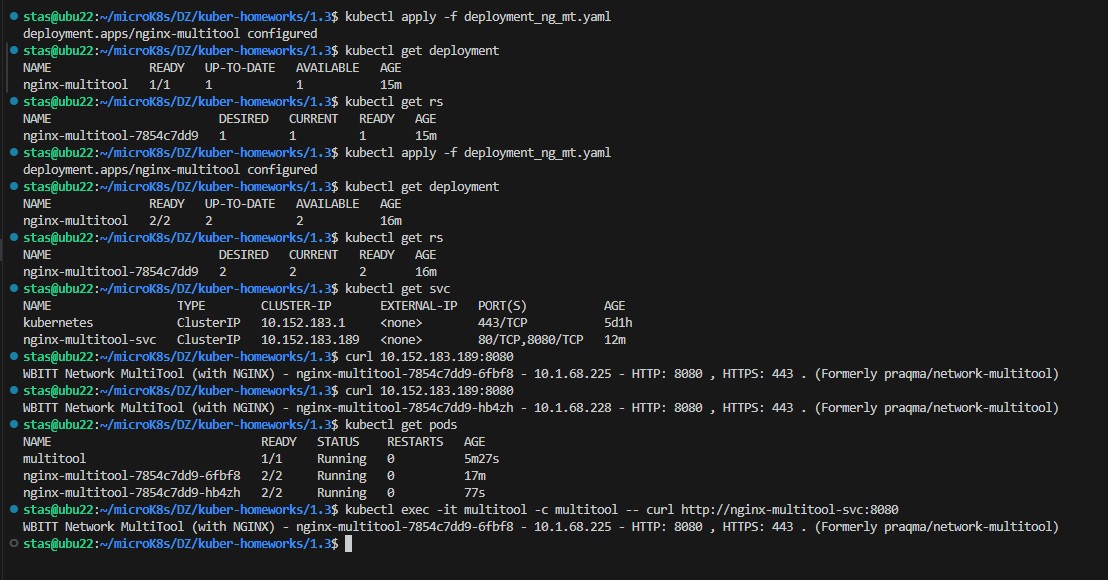 stas@ubu22:~/microK8s/DZ/kuber-homeworks/1.3$ kubectl apply -f deployment_ng_mt.yaml
deployment.apps/nginx-multitool configured
stas@ubu22:~/microK8s/DZ/kuber-homeworks/1.3$ kubectl get deployment
NAME              READY   UP-TO-DATE   AVAILABLE   AGE
nginx-multitool   1/1     1            1           15m
stas@ubu22:~/microK8s/DZ/kuber-homeworks/1.3$ kubectl get rs
NAME                        DESIRED   CURRENT   READY   AGE
nginx-multitool-7854c7dd9   1         1         1       15m
stas@ubu22:~/microK8s/DZ/kuber-homeworks/1.3$ kubectl apply -f deployment_ng_mt.yaml
deployment.apps/nginx-multitool configured
stas@ubu22:~/microK8s/DZ/kuber-homeworks/1.3$ kubectl get deployment
NAME              READY   UP-TO-DATE   AVAILABLE   AGE
nginx-multitool   2/2     2            2           16m
stas@ubu22:~/microK8s/DZ/kuber-homeworks/1.3$ kubectl get rs
NAME                        DESIRED   CURRENT   READY   AGE
nginx-multitool-7854c7dd9   2         2         2       16m
stas@ubu22:~/microK8s/DZ/kuber-homeworks/1.3$ kubectl get svc
NAME                  TYPE        CLUSTER-IP       EXTERNAL-IP   PORT(S)           AGE
kubernetes            ClusterIP   10.152.183.1     <none>        443/TCP           5d1h
nginx-multitool-svc   ClusterIP   10.152.183.189   <none>        80/TCP,8080/TCP   12m
stas@ubu22:~/microK8s/DZ/kuber-homeworks/1.3$ curl 10.152.183.189:8080
WBITT Network MultiTool (with NGINX) - nginx-multitool-7854c7dd9-6fbf8 - 10.1.68.225 - HTTP: 8080 , HTTPS: 443 . (Formerly praqma/network-multitool)
stas@ubu22:~/microK8s/DZ/kuber-homeworks/1.3$ curl 10.152.183.189:8080
WBITT Network MultiTool (with NGINX) - nginx-multitool-7854c7dd9-hb4zh - 10.1.68.228 - HTTP: 8080 , HTTPS: 443 . (Formerly praqma/network-multitool)
stas@ubu22:~/microK8s/DZ/kuber-homeworks/1.3$ kubectl get pods
NAME                              READY   STATUS    RESTARTS   AGE
multitool                         1/1     Running   0          5m27s
nginx-multitool-7854c7dd9-6fbf8   2/2     Running   0          17m
nginx-multitool-7854c7dd9-hb4zh   2/2     Running   0          77s
stas@ubu22:~/microK8s/DZ/kuber-homeworks/1.3$ kubectl exec -it multitool -c multitool -- curl http://nginx-multitool-svc:8080
WBITT Network MultiTool (with NGINX) - nginx-multitool-7854c7dd9-6fbf8 - 10.1.68.225 - HTTP: 8080 , HTTPS: 443 . (Formerly praqma/network-multitool)
stas@ubu22:~/microK8s/DZ/kuber-homeworks/1.3$